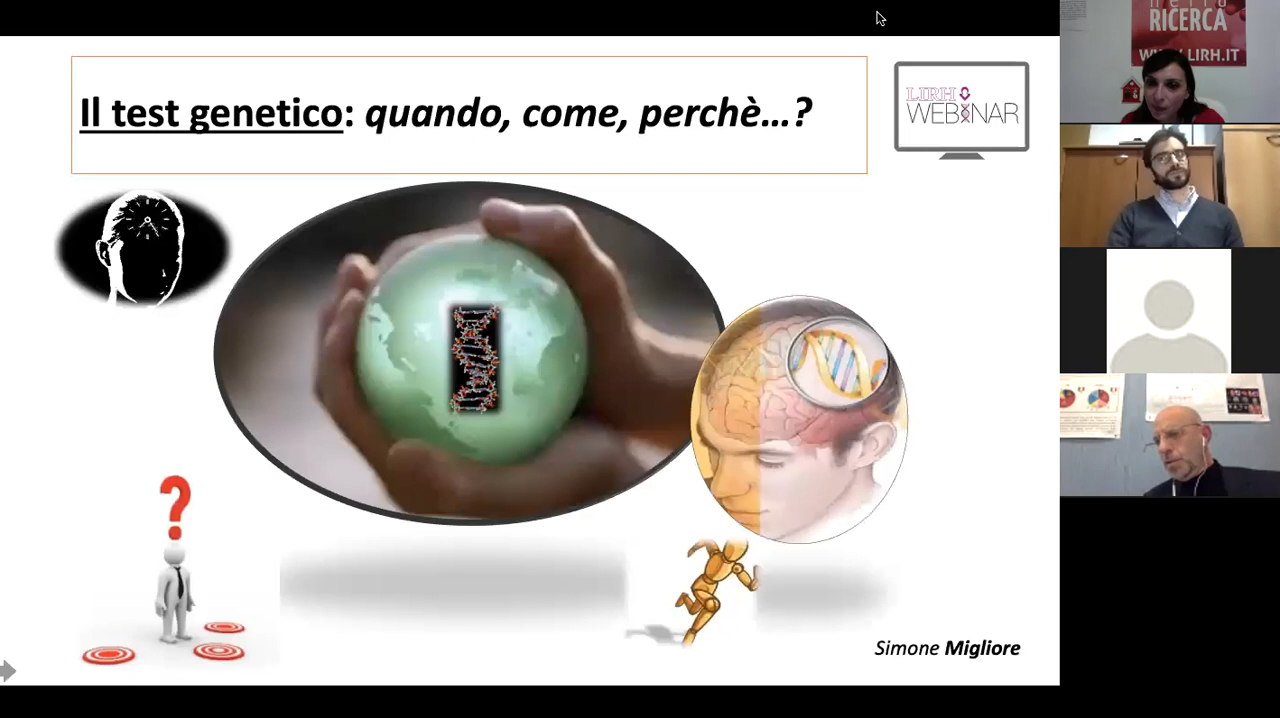 Il test genetico: quando, come, perchè...?
LIRH
WEBINAR
Simone Migliore
RICERCA
WWW.LIRH.IT